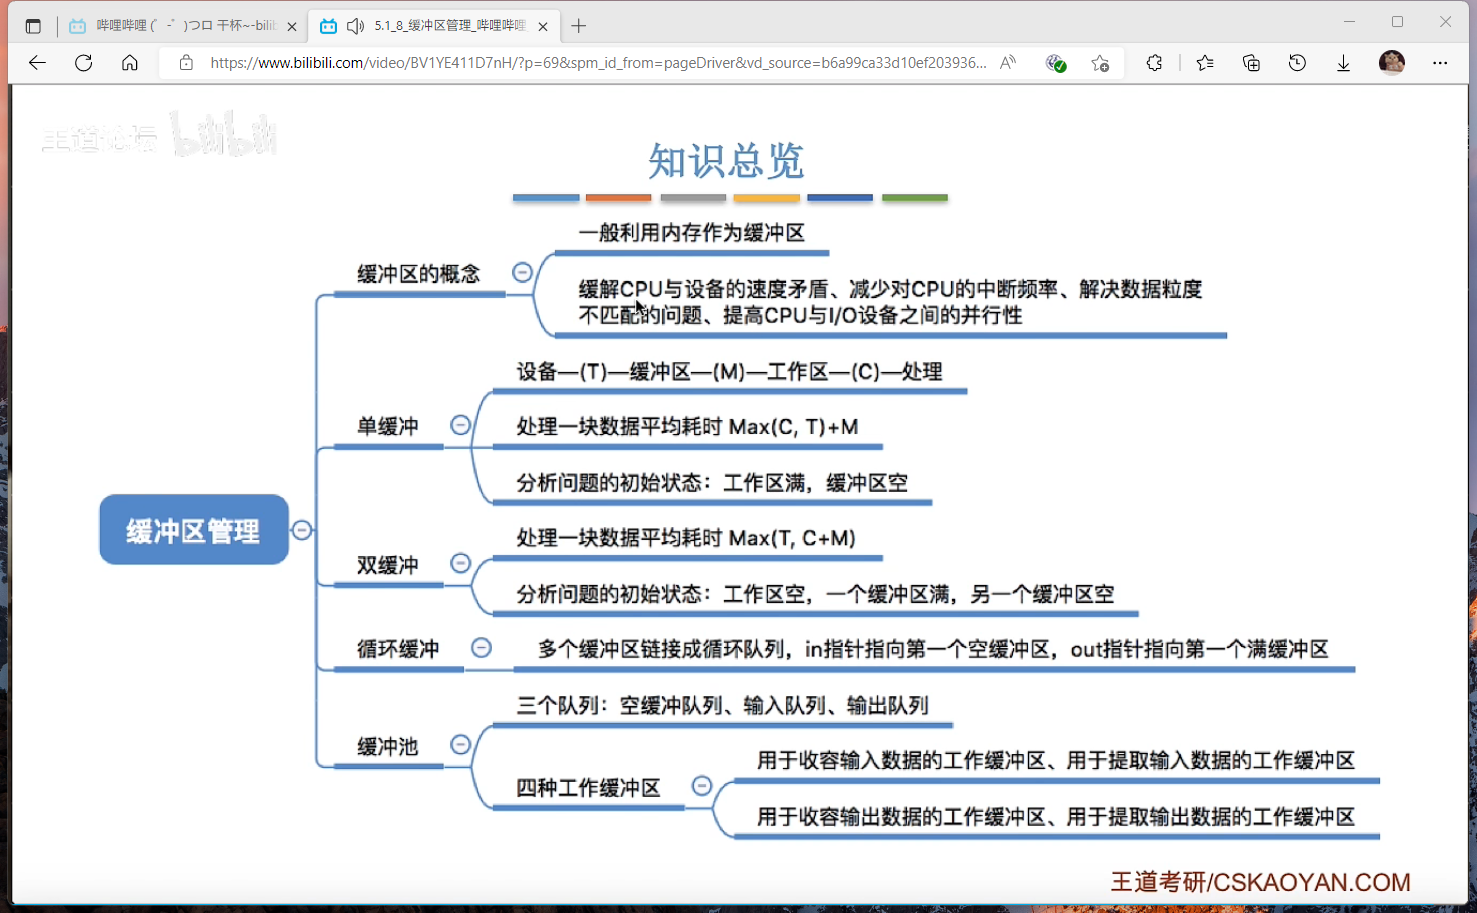 哔哩哔哩 (゜-゜)つロ 干杯~-bilib
5.1_8_缓冲区管理_哔哩哔哩
https://www.bilibili.com/video/BV1YE411D7nH/?p=69&spm_id_from=pageDriver&vd_source=b6a99ca33d10ef203936...
王道论坛 bilibili
知识总览
一般利用内存作为缓冲区
缓冲区的概念
缓解CPU与设备的速度矛盾、减少对CPU的中断频率、解决数据粒度
不匹配的问题、提高CPU与I/O设备之间的并行性
设备—(T)—缓冲区—(M)—工作区—(C)—处理
单缓冲
处理一块数据平均耗时 Max(C, T)+M
分析问题的初始状态：工作区满，缓冲区空
缓冲区管理
处理一块数据平均耗时 Max(T, C+M)
双缓冲
分析问题的初始状态：工作区空，一个缓冲区满，另一个缓冲区空
循环缓冲
多个缓冲区链接成循环队列，in指针指向第一个空缓冲区，out指针指向第一个满缓冲区
三个队列：空缓冲队列、输入队列、输出队列
缓冲池
四种工作缓冲区
用于收容输入数据的工作缓冲区、用于提取输入数据的工作缓冲区
用于收容输出数据的工作缓冲区、用于提取输出数据的工作缓冲区
王道考研/CSKAOYAN.COM